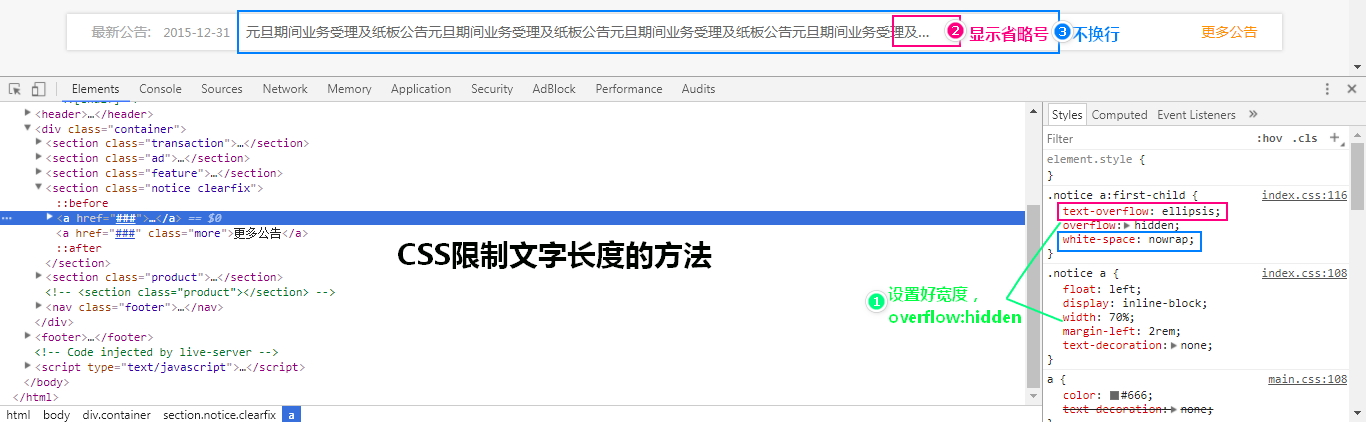 最新公告: 2015-12-31 元旦期间业务受理及纸板公告元旦期间业务受理及纸板公告元旦期间业务受理及纸板公告元旦期间业务受理及... 2 显示省略号 3 不换行 更多公告
Elements Console Sources Network Memory Application Security AdBlock Performance Audits
<header>…</header>
<div class="container">
<section class="transaction">…</section>
<section class="ad">…</section>
<section class="feature">…</section>
<section class="notice clearfix">
::before
<a href="###">…</a> == $0
<a href="###" class="more">更多公告</a>
::after
</section>
<section class="product">…</section>
<!-- <section class="product"></section> -->
<nav class="footer">…</nav>
</div>
<footer>…</footer>
<!-- Code injected by live-server -->
<script type="text/javascript">…</script>
</body>
</html>
html body div.container section.notice.clearfix a
CSS限制文字长度的方法
1 设置好宽度，
overflow:hidden
Styles Computed Event Listeners »
Filter :hov .cls +
element.style {
}
.notice a:first-child { index.css:116
text-overflow: ellipsis;
overflow: hidden;
white-space: nowrap;
}
.notice a { index.css:108
float: left;
display: inline-block;
width: 70%;
margin-left: 2rem;
text-decoration: none;
}
a { main.css:108
color: #666;
text-decoration: none;